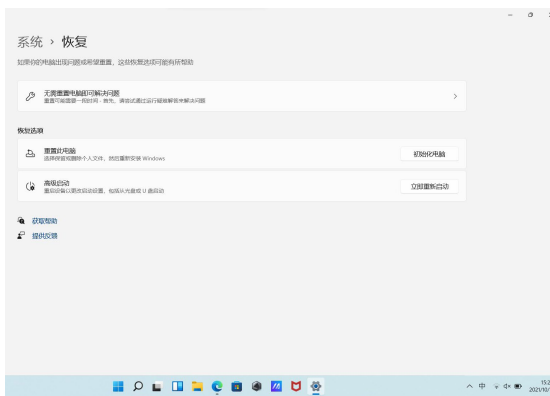 系统 › 恢复
如果你的电脑出现问题或希望重置，这些恢复选项可能有所帮助
无需重置电脑即可解决问题
重置可能需要一段时间 - 首先，请尝试通过运行疑难解答来解决问题
恢复选项
重置此电脑
选择保留或删除个人文件，然后重新安装 Windows
初始化电脑
高级启动
重启设备以更改启动设置，包括从光盘或 U 盘启动
立即重新启动
获取帮助
提供反馈
中
15:2
2021/10/